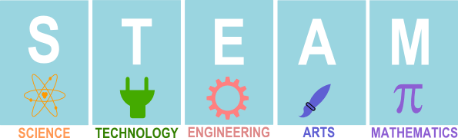 S T E A M
π
SCIENCE TECHNOLOGY ENGINEERING ARTS MATHEMATICS